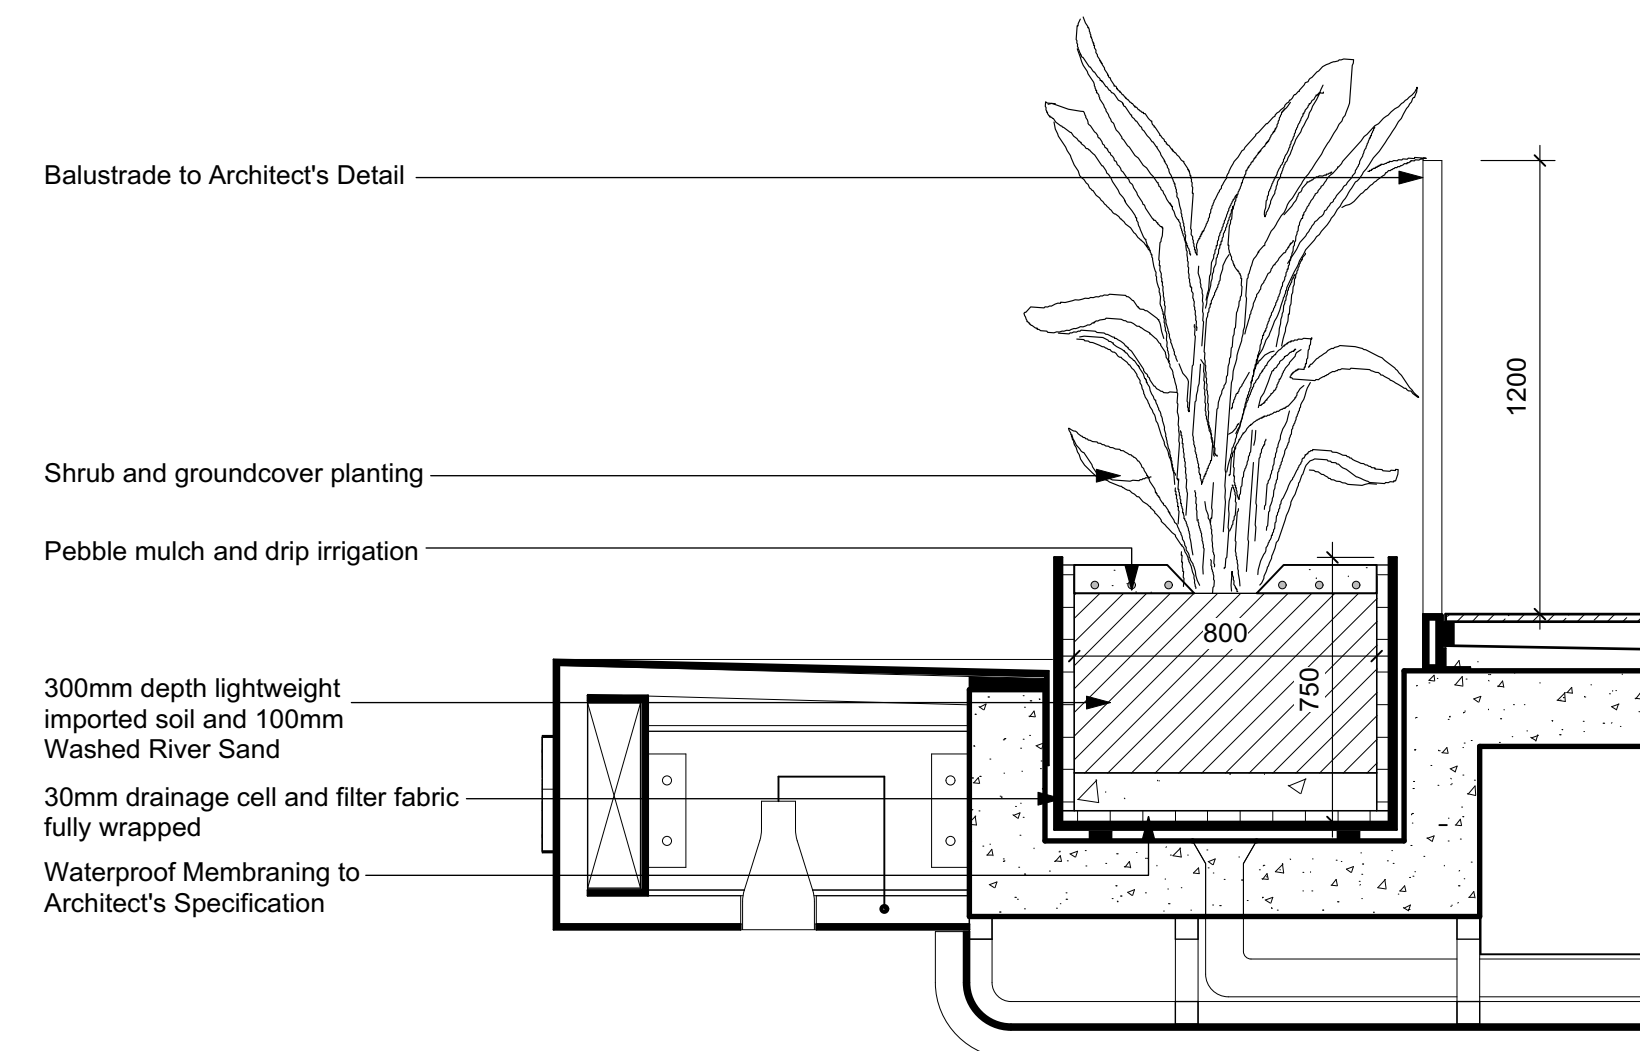 Balustrade to Architect's Detail
1200
Shrub and groundcover planting
Pebble mulch and drip irrigation
800
750
300mm depth lightweight
imported soil and 100mm
Washed River Sand
30mm drainage cell and filter fabric
fully wrapped
Waterproof Membraning to
Architect's Specification